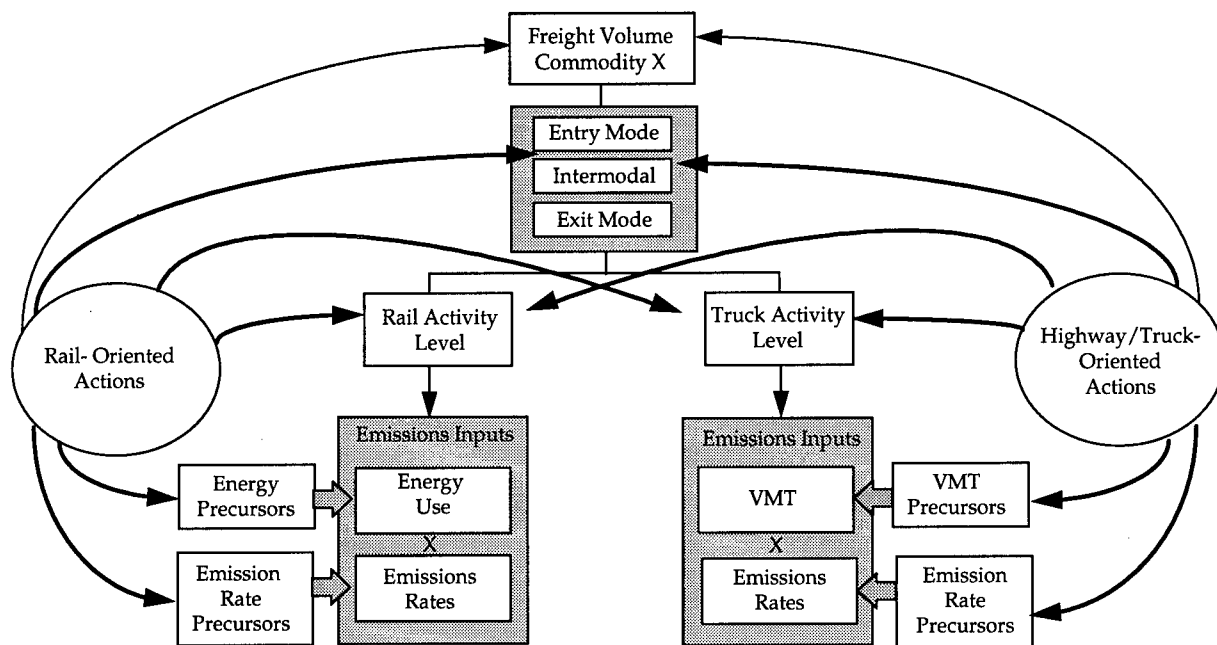 Freight Volume
Commodity X
Entry Mode
Intermodal
Exit Mode
Rail Activity
Level
Truck Activity
Level
Rail- Oriented
Actions
Highway/Truck-
Oriented
Actions
Emissions Inputs
Emissions Inputs
Energy
Precursors
Energy
Use
VMT
VMT
Precursors
X
X
Emission
Rate
Precursors
Emissions
Rates
Emissions
Rates
Emission
Rate
Precursors